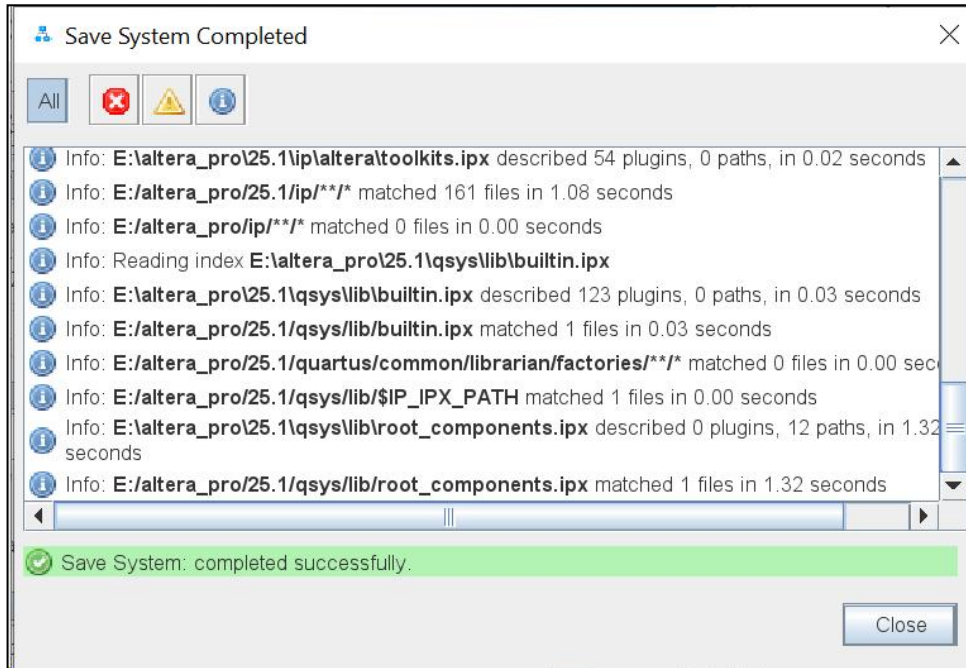 Save System Completed
All
Info: E:\altera_pro\25.1\ip\altera\toolkits.ipx described 54 plugins, 0 paths, in 0.02 seconds
Info: E:/altera_pro/25.1/ip/**/* matched 161 files in 1.08 seconds
Info: E:/altera_pro/ip/**/* matched 0 files in 0.00 seconds
Info: Reading index E:\altera_pro\25.1\qsys\lib\builtin.ipx
Info: E:\altera_pro\25.1\qsys\lib\builtin.ipx described 123 plugins, 0 paths, in 0.03 seconds
Info: E:/altera_pro/25.1/qsys/lib/builtin.ipx matched 1 files in 0.03 seconds
Info: E:/altera_pro/25.1/quartus/common/librarian/factories/**/* matched 0 files in 0.00 sec
Info: E:/altera_pro/25.1/qsys/lib/$IP_IPX_PATH matched 1 files in 0.00 seconds
Info: E:\altera_pro\25.1\qsys\lib\root_components.ipx described 0 plugins, 12 paths, in 1.32
seconds
Info: E:/altera_pro/25.1/qsys/lib/root_components.ipx matched 1 files in 1.32 seconds
Save System: completed successfully.
Close